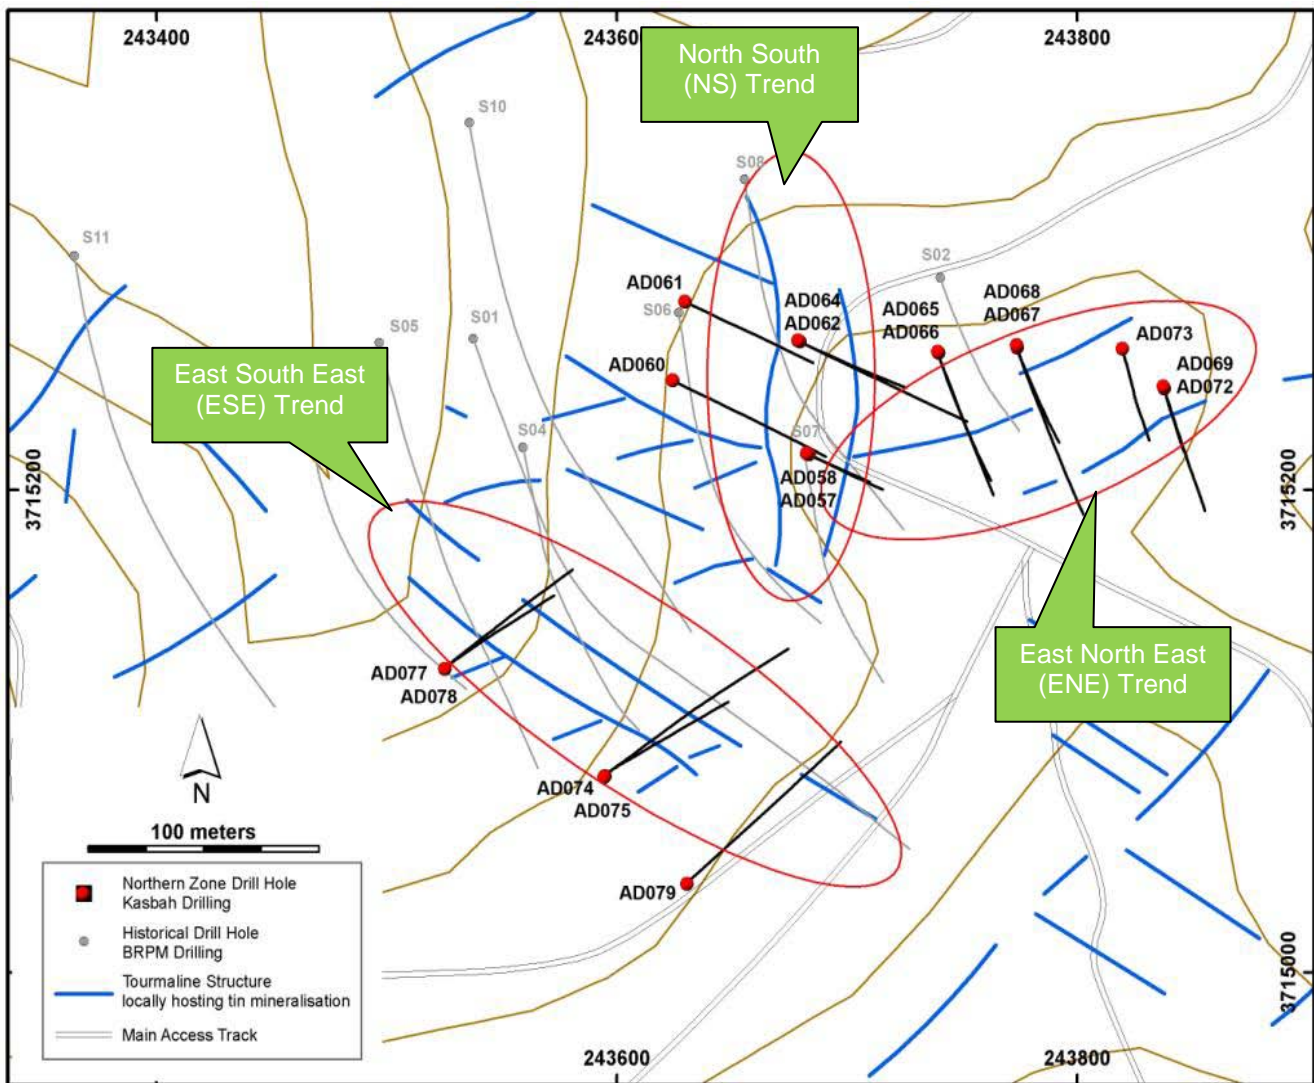 243400
243600
243800
North South
(NS) Trend
S10
S08
S11
S02
AD061
S06
AD064
AD062
AD065
AD066
AD068
AD067
AD073
AD069
AD072
S05
S01
East South East
(ESE) Trend
AD060
S04
S07
AD058
AD057
3715200
3715200
East North East
(ENE) Trend
AD077
AD078
AD074
AD075
AD079
N
100 meters
Northern Zone Drill Hole
Kasbah Drilling
Historical Drill Hole
BRPM Drilling
Tourmaline Structure
locally hosting tin mineralisation
Main Access Track
3715000
243600
243800